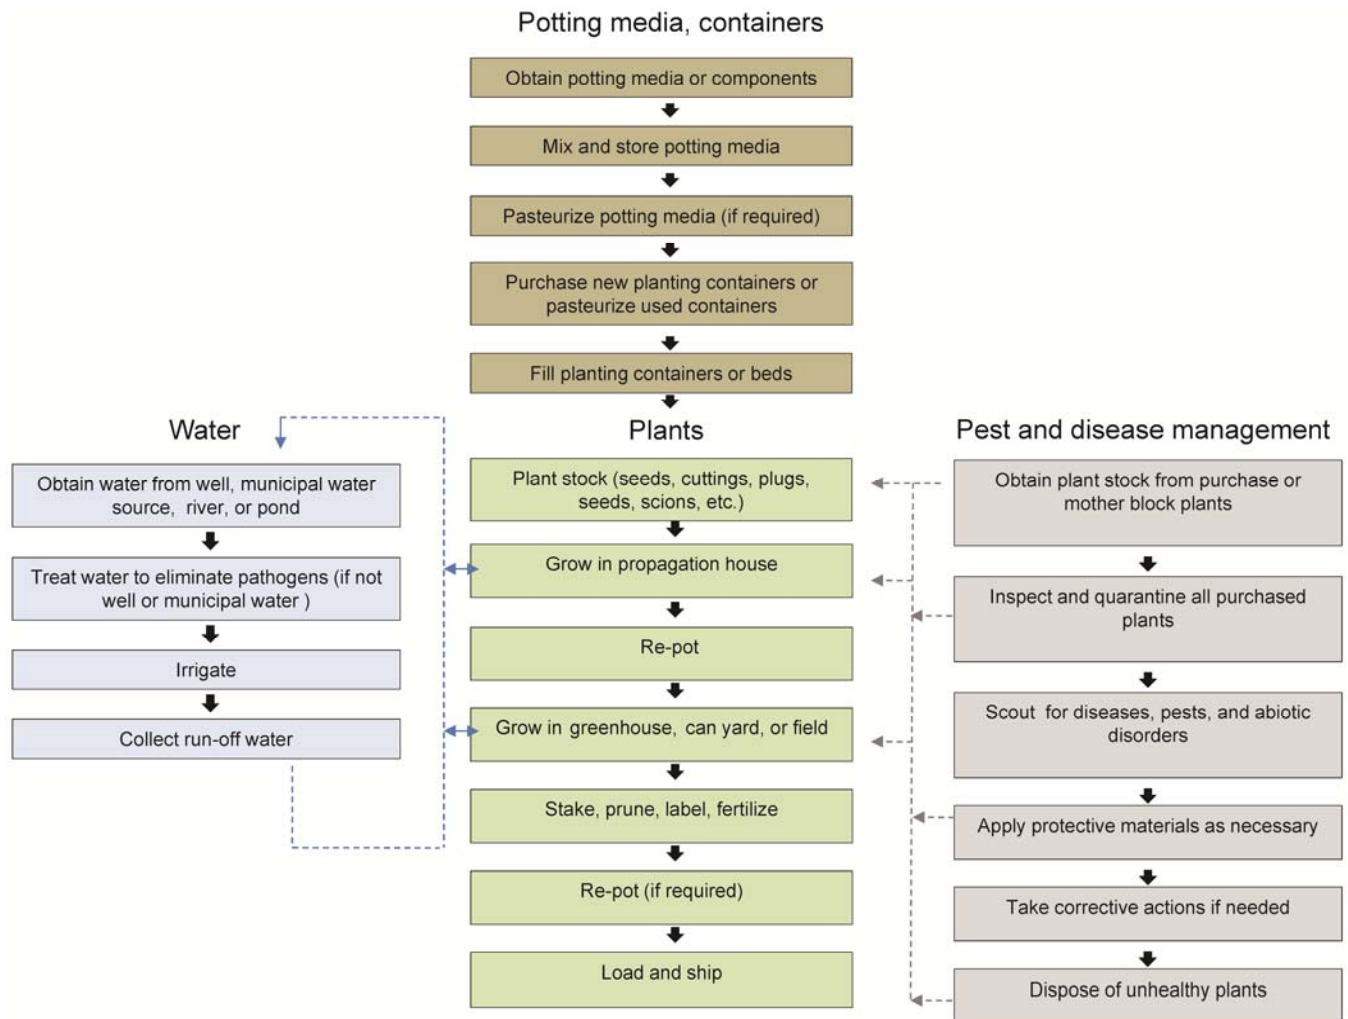 Potting media, containers
Obtain potting media or components
Mix and store potting media
Pasteurize potting media (if required)
Purchase new planting containers or
pasteurize used containers
Fill planting containers or beds
Water
Obtain water from well, municipal water
source, river, or pond
Treat water to eliminate pathogens (if not
well or municipal water )
Irrigate
Collect run-off water
Plants
Plant stock (seeds, cuttings, plugs,
seeds, scions, etc.)
Grow in propagation house
Re-pot
Grow in greenhouse, can yard, or field
Stake, prune, label, fertilize
Re-pot (if required)
Load and ship
Pest and disease management
Obtain plant stock from purchase or
mother block plants
Inspect and quarantine all purchased
plants
Scout for diseases, pests, and abiotic
disorders
Apply protective materials as necessary
Take corrective actions if needed
Dispose of unhealthy plants